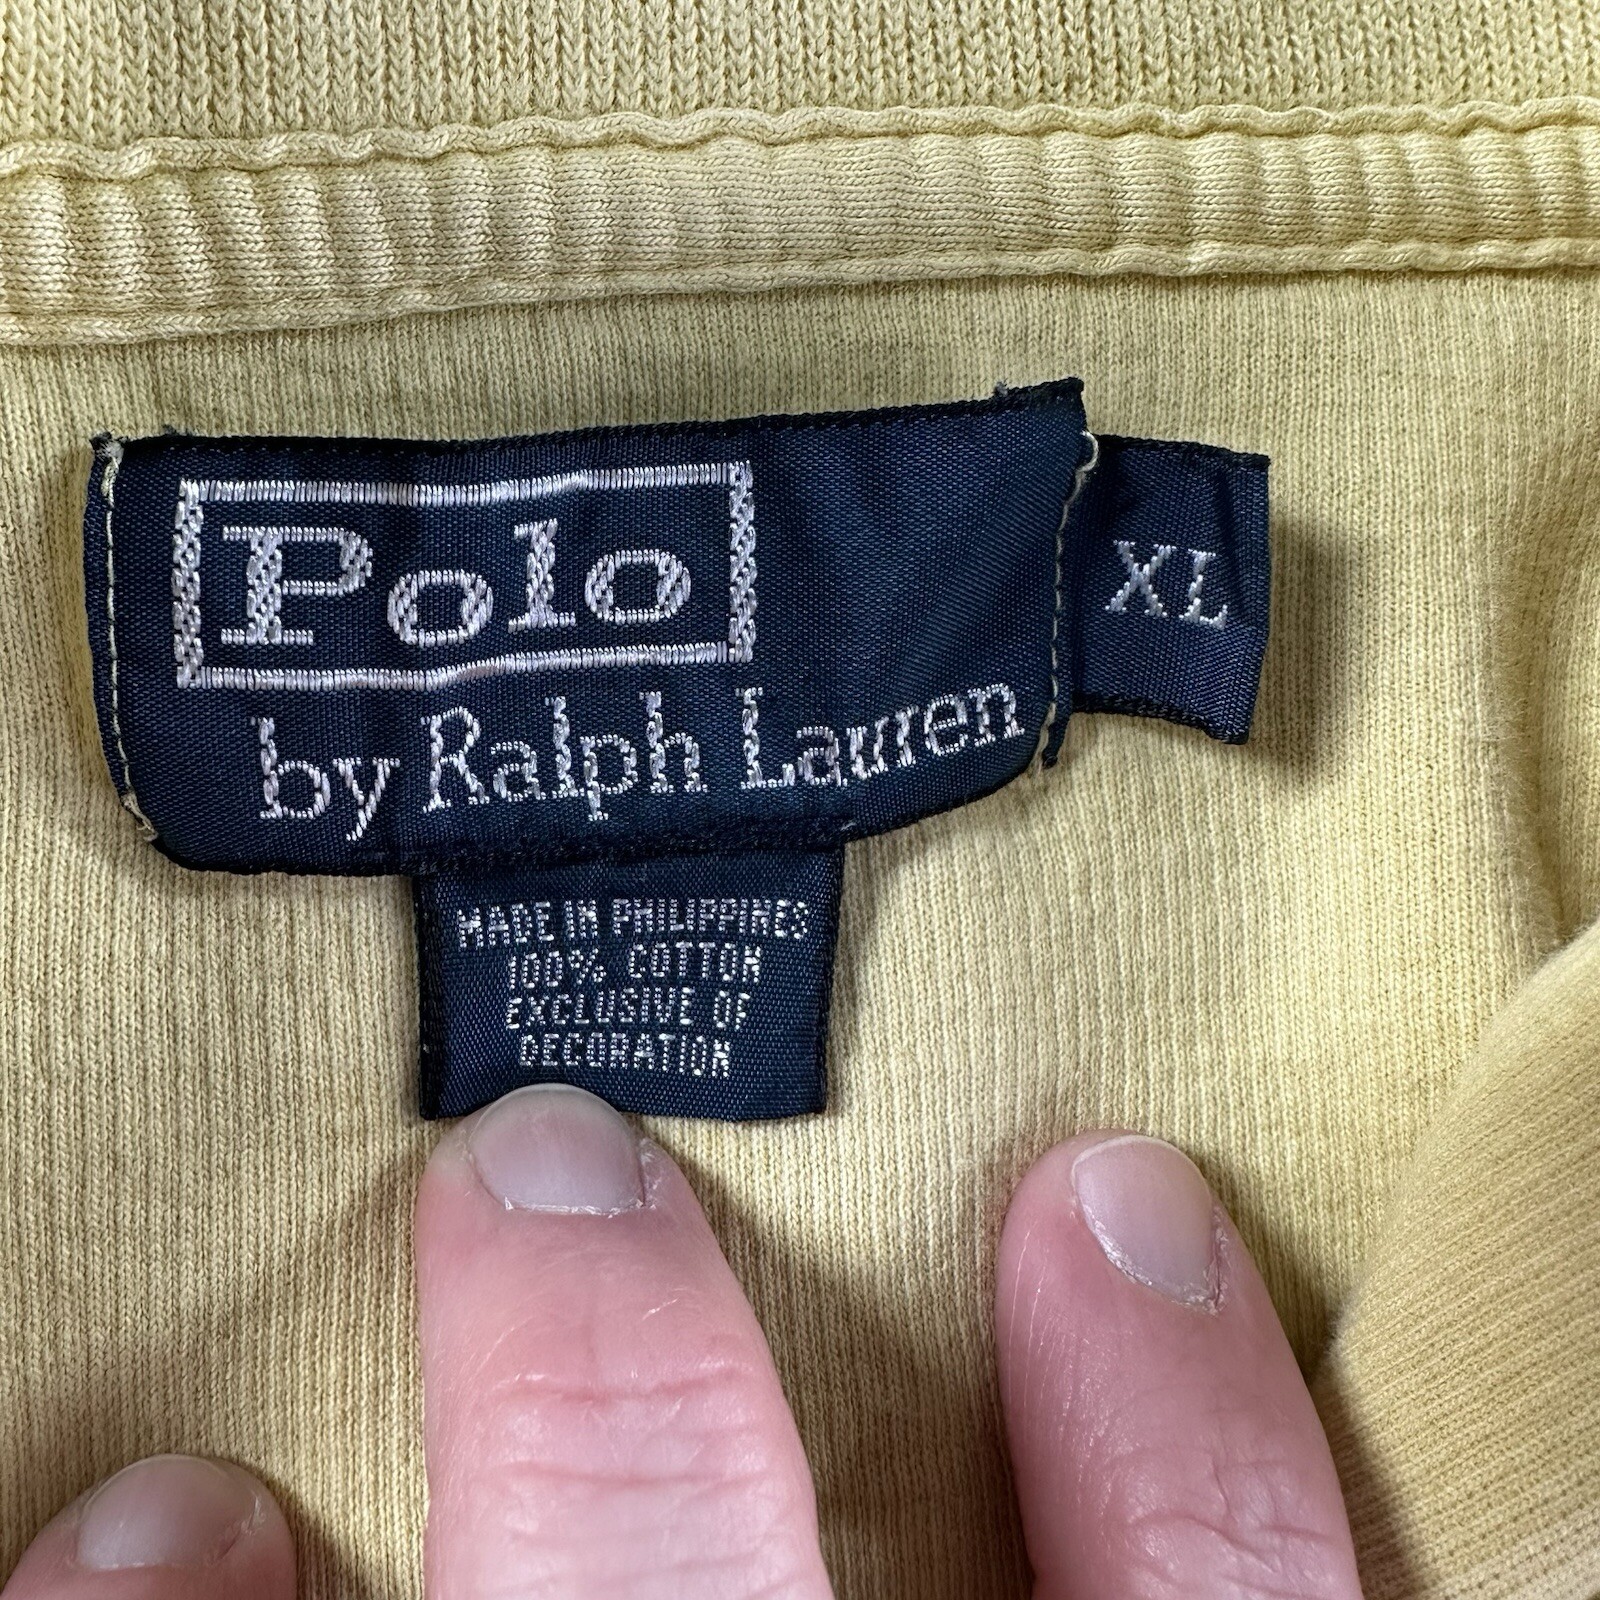 Polo
by Ralph Lauren
XL
MADE IN PHILIPPINES
100% COTTON
EXCLUSIVE OF
DECORATION